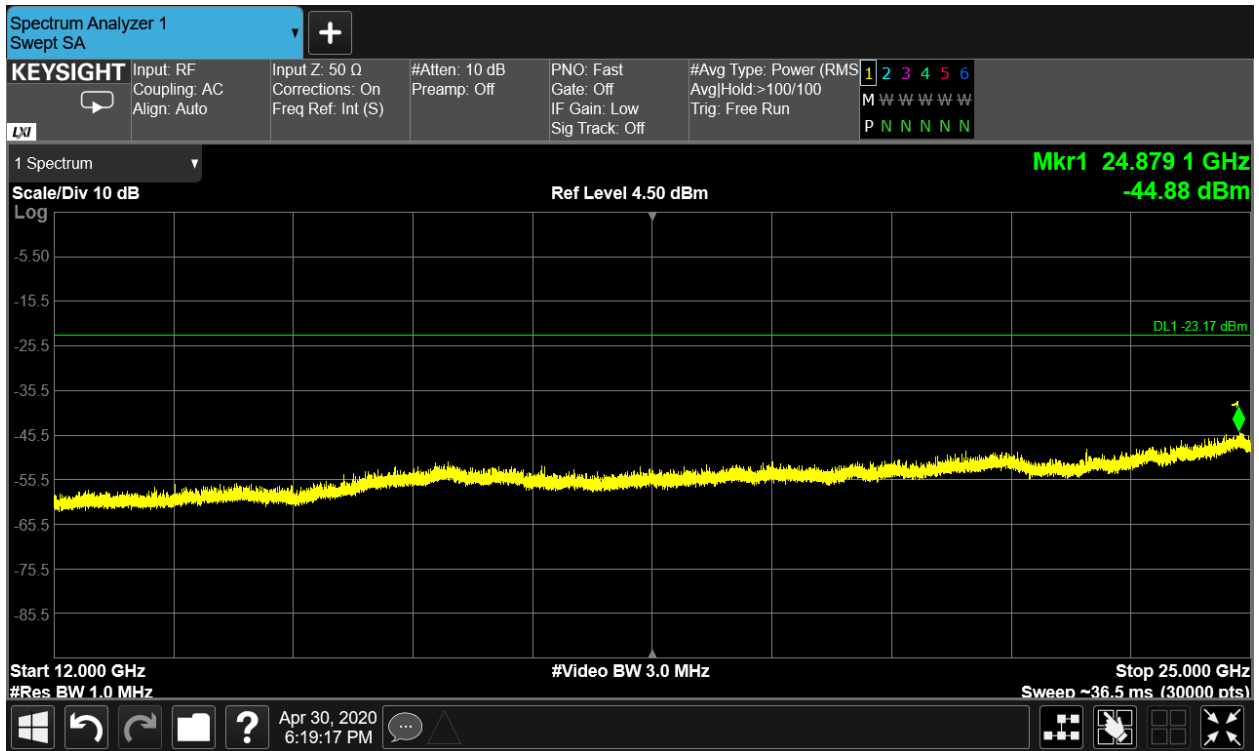 Spectrum Analyzer 1
Swept SA
+
KEYSIGHT
LXI
Input: RF
Coupling: AC
Align: Auto
Input Z: 50 Ω
Corrections: On
Freq Ref: Int (S)
#Atten: 10 dB
Preamp: Off
PNO: Fast
Gate: Off
IF Gain: Low
Sig Track: Off
#Avg Type: Power (RMS
Avg|Hold:>100/100
Trig: Free Run
1 2 3 4 5 6
M W W W W W
P N N N N N
1 Spectrum
Mkr1 24.879 1 GHz
Scale/Div 10 dB
Ref Level 4.50 dBm
-44.88 dBm
Log
-5.50
-15.5
DL1 -23.17 dBm
-25.5
-35.5
1
-45.5
-55.5
-65.5
-75.5
-85.5
Start 12.000 GHz
#Video BW 3.0 MHz
Stop 25.000 GHz
#Res BW 1.0 MHz
Sweep ~36.5 ms (30000 pts)
?
Apr 30, 2020
6:19:17 PM